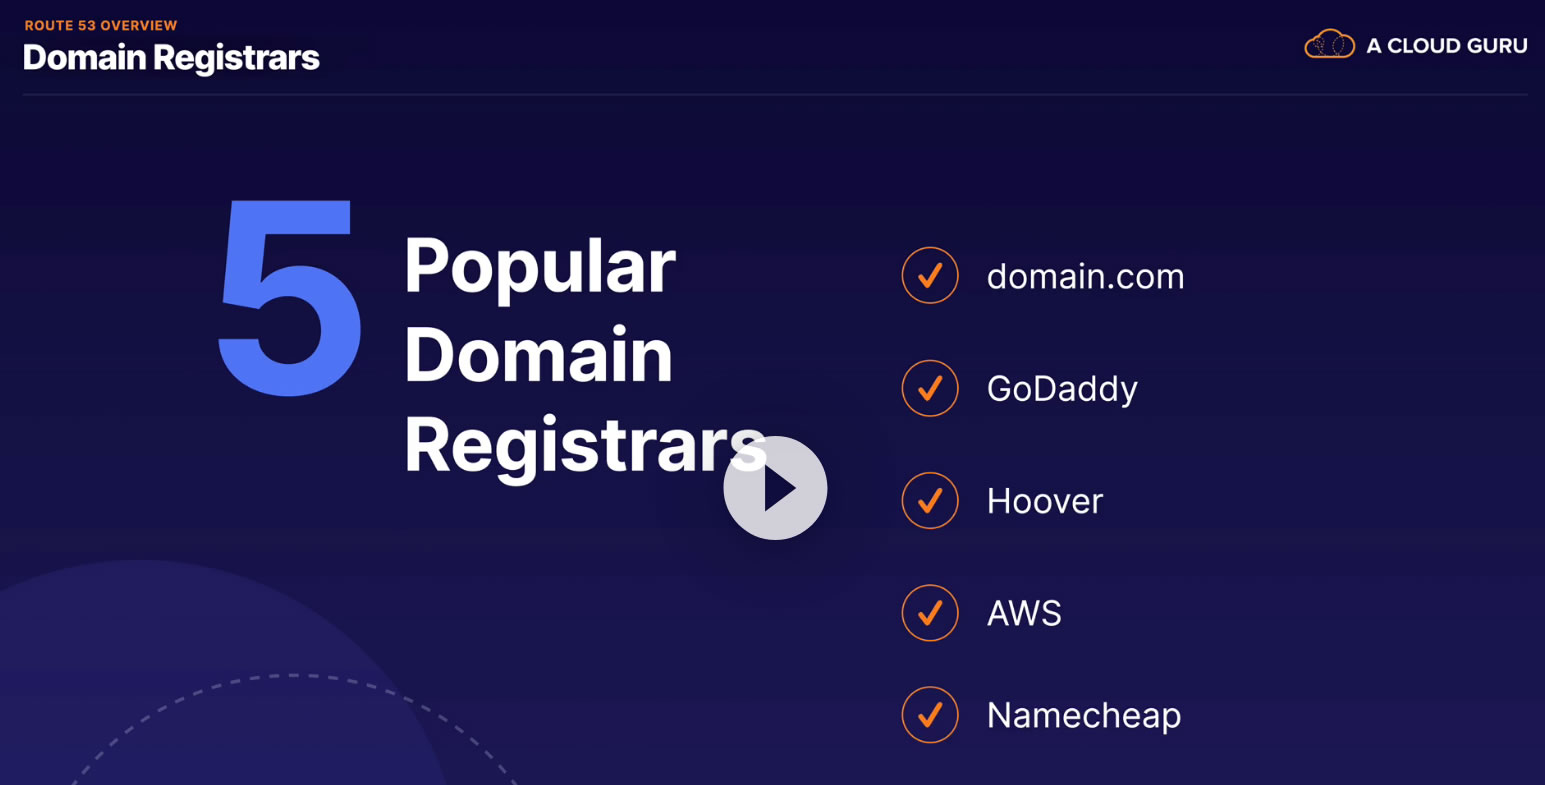 ROUTE 53 OVERVIEW
Domain Registrars
A CLOUD GURU
5
Popular
Domain
Registrars
domain.com
GoDaddy
Hoover
AWS
Namecheap